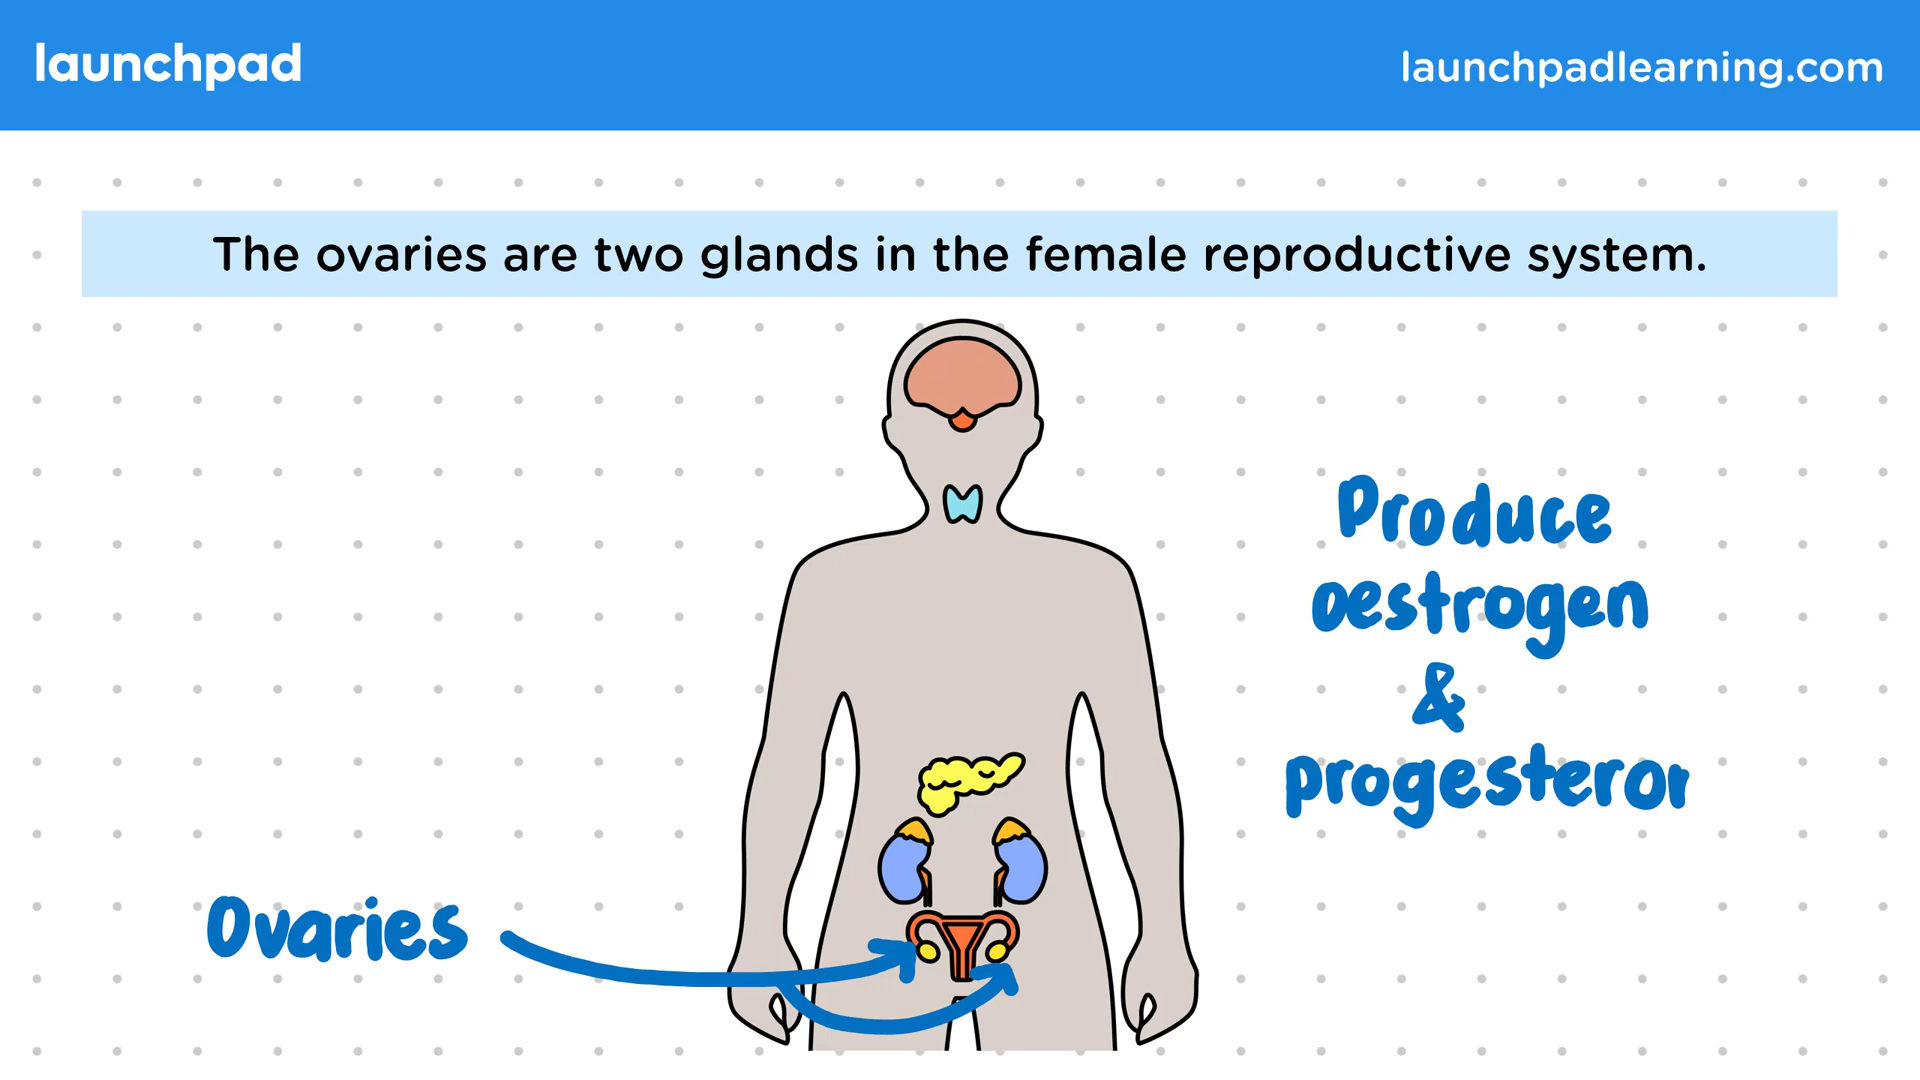 launchpad
launchpadlearning.com
The ovaries are two glands in the female reproductive system.
Produce
oestrogen
&
progesteror
Ovaries